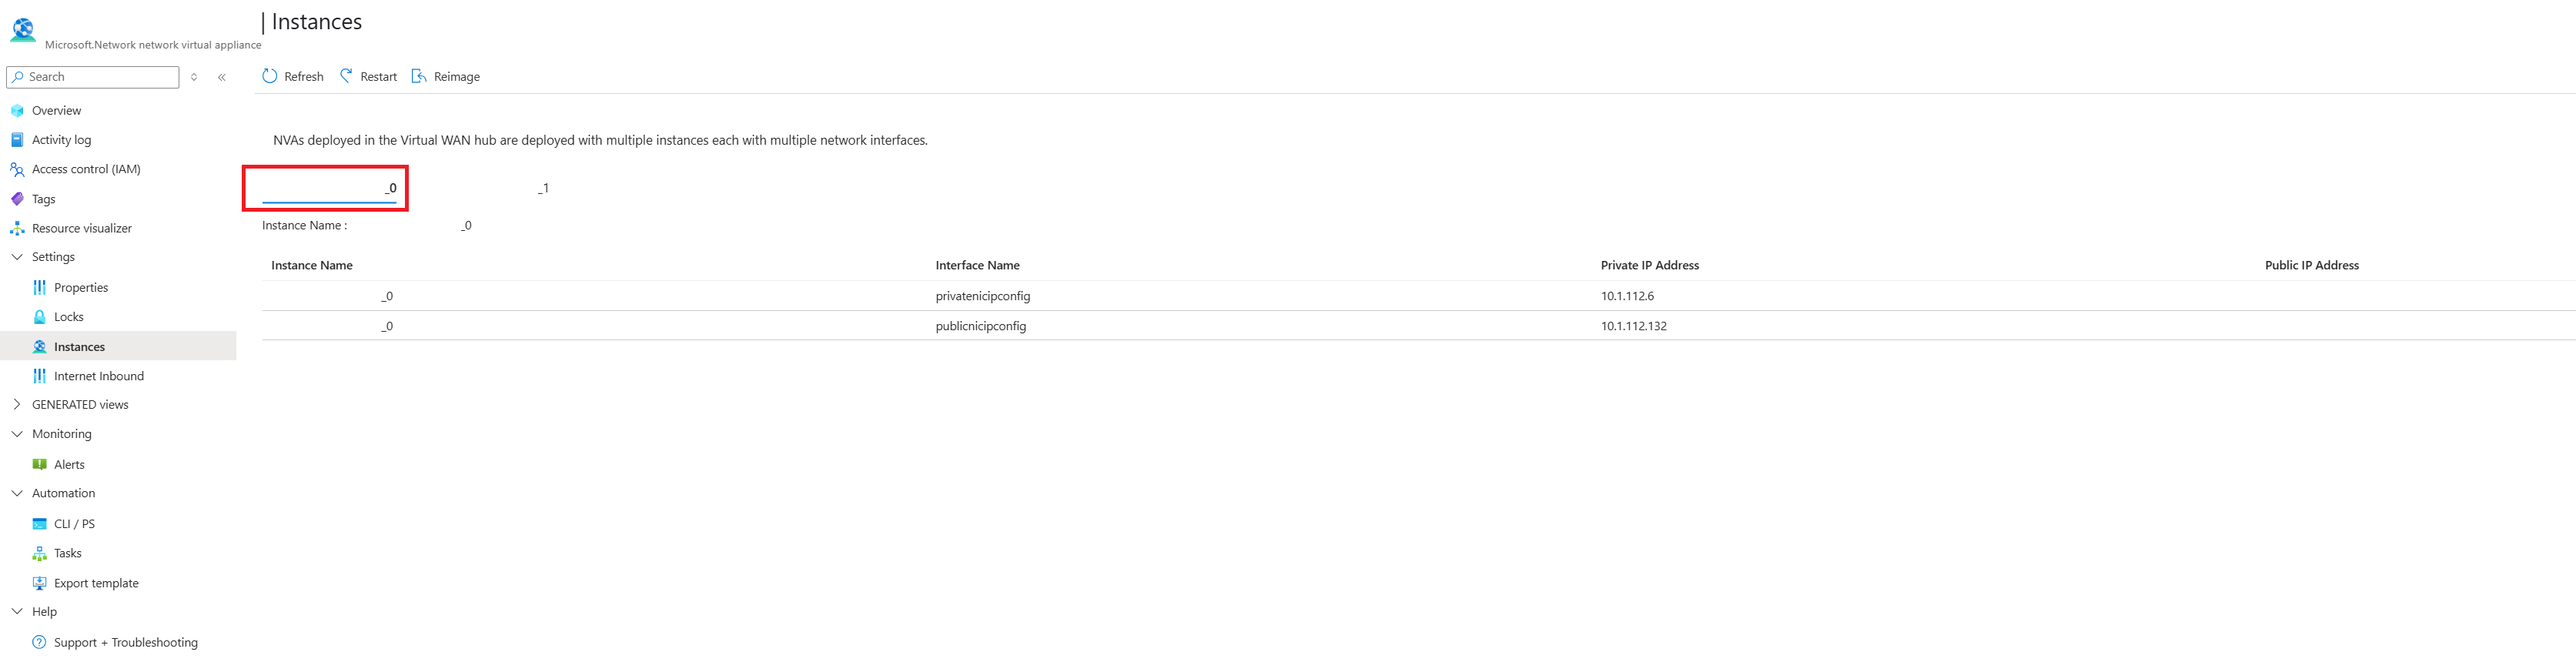 | Instances
Microsoft.Network network virtual appliance
Search
Refresh Restart Reimage
Overview
Activity log
Access control (IAM)
Tags
Resource visualizer
Settings
Properties
Locks
Instances
Internet Inbound
GENERATED views
Monitoring
Alerts
Automation
CLI / PS
Tasks
Export template
Help
Support + Troubleshooting
NVAs deployed in the Virtual WAN hub are deployed with multiple instances each with multiple network interfaces.
_0 _1
Instance Name : _0
Instance Name Interface Name Private IP Address Public IP Address
_0 privatenicipconfig 10.1.112.6
_0 publicnicipconfig 10.1.112.132